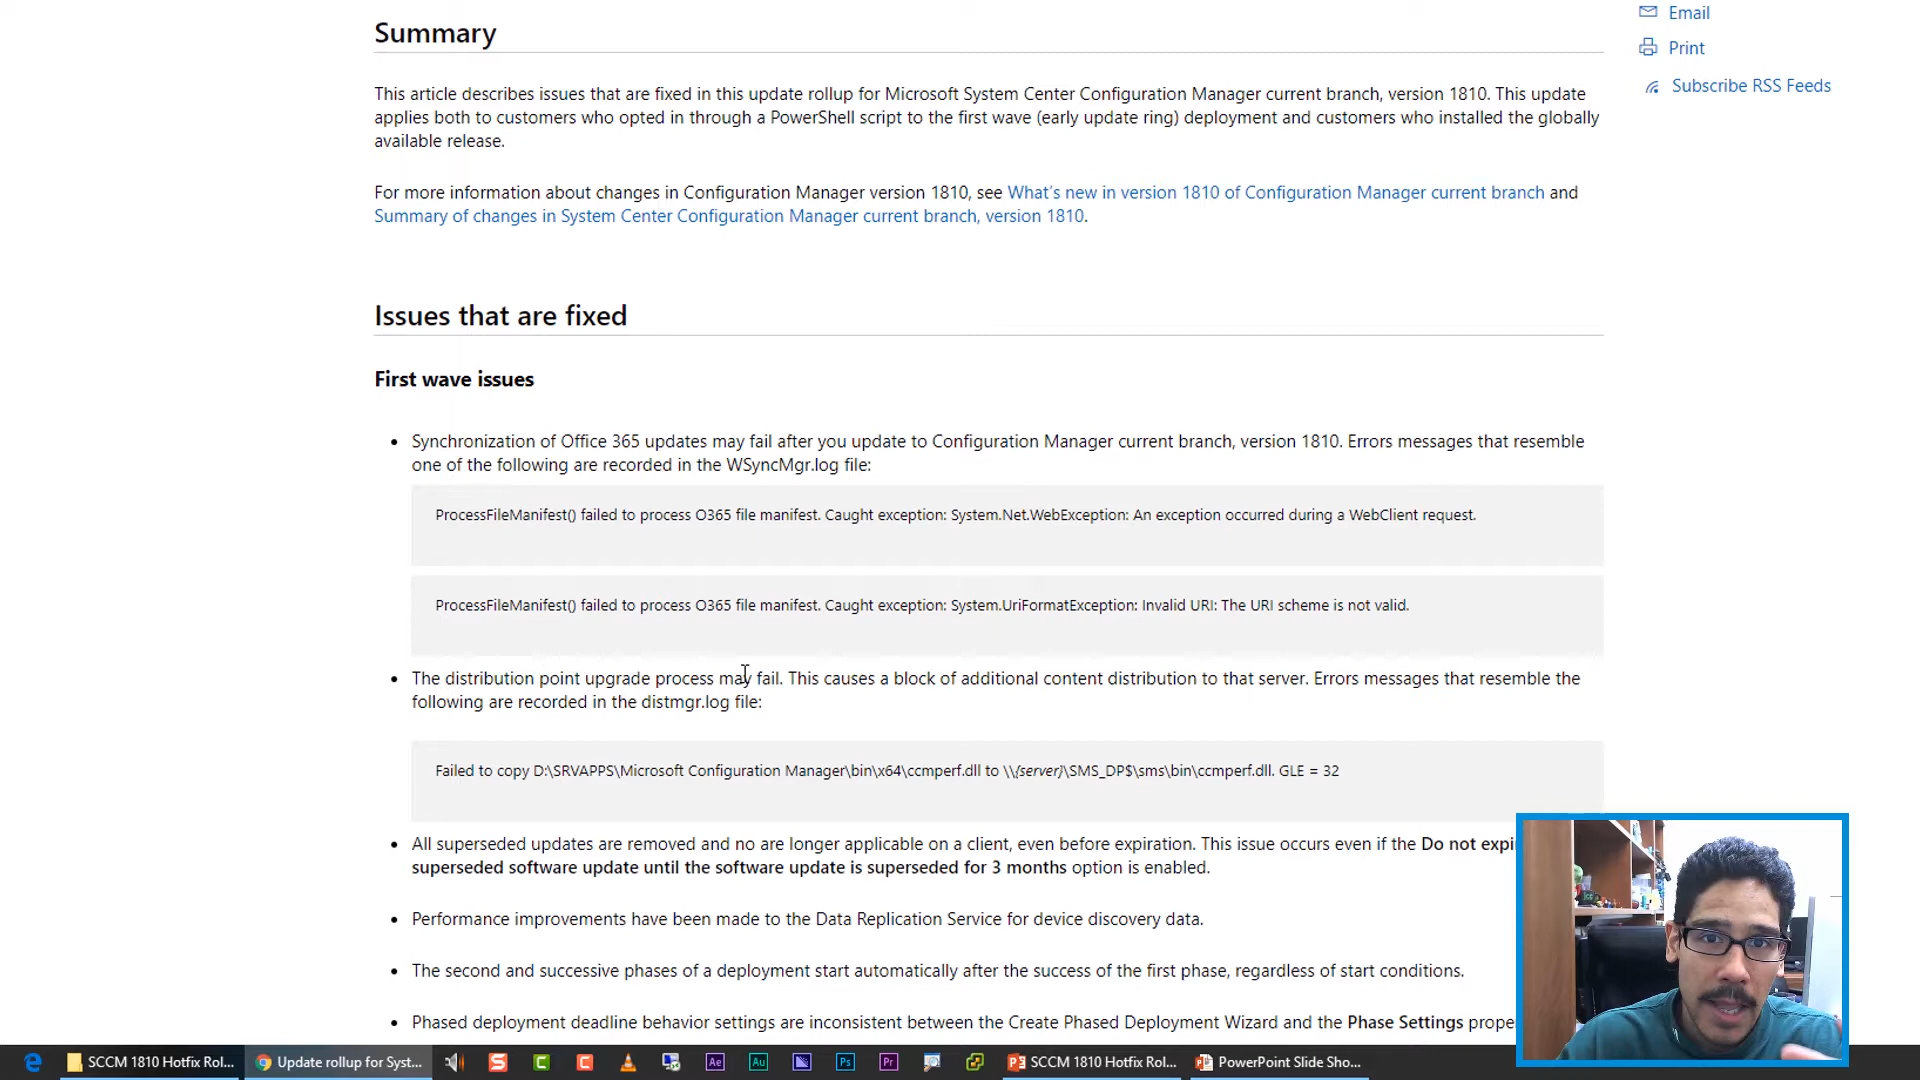 Summary
Email
Print
Subscribe RSS Feeds
This article describes issues that are fixed in this update rollup for Microsoft System Center Configuration Manager current branch, version 1810. This update
applies both to customers who opted in through a PowerShell script to the first wave (early update ring) deployment and customers who installed the globally
available release.
For more information about changes in Configuration Manager version 1810, see What's new in version 1810 of Configuration Manager current branch and
Summary of changes in System Center Configuration Manager current branch, version 1810.
Issues that are fixed
First wave issues
• Synchronization of Office 365 updates may fail after you update to Configuration Manager current branch, version 1810. Errors messages that resemble
one of the following are recorded in the WSyncMgr.log file:
ProcessFileManifest() failed to process O365 file manifest. Caught exception: System.Net.WebException: An exception occurred during a WebClient request.
ProcessFileManifest() failed to process O365 file manifest. Caught exception: System.UriFormatException: Invalid URI: The URI scheme is not valid.
• The distribution point upgrade process may fail. This causes a block of additional content distribution to that server. Errors messages that resemble the
following are recorded in the distmgr.log file:
Failed to copy D:\SRVAPPS\Microsoft Configuration Manager\bin\x64\ccmperf.dll to \\{server}\SMS_DP$\sms\bin\ccmperf.dll. GLE = 32
• All superseded updates are removed and no are longer applicable on a client, even before expiration. This issue occurs even if the Do not expi
superseded software update until the software update is superseded for 3 months option is enabled.
• Performance improvements have been made to the Data Replication Service for device discovery data.
• The second and successive phases of a deployment start automatically after the success of the first phase, regardless of start conditions.
• Phased deployment deadline behavior settings are inconsistent between the Create Phased Deployment Wizard and the Phase Settings prope
SCCM 1810 Hotfix Rol... Update rollup for Syst... S C C Ae Au Ps Pr SCCM 1810 Hotfix Rol... PowerPoint Slide Sho...